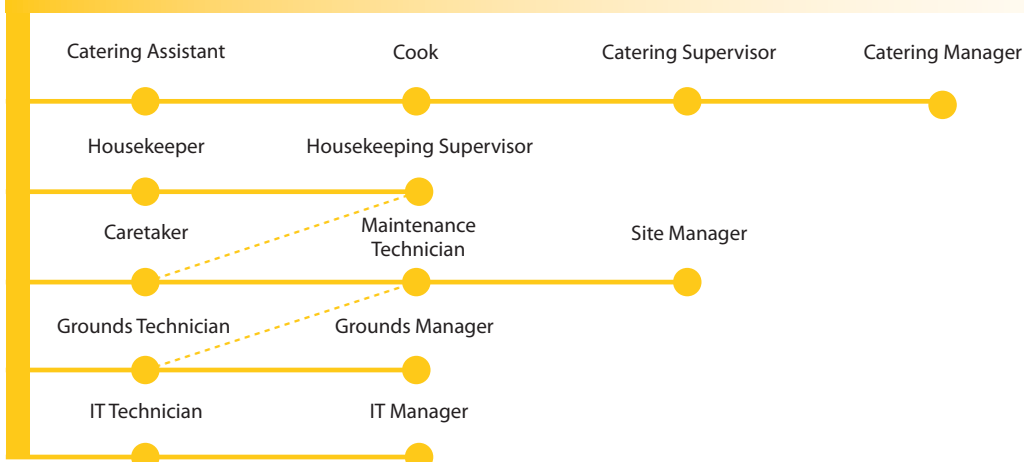 Catering Assistant
Cook
Catering Supervisor
Catering Manager
Housekeeper
Housekeeping Supervisor
Caretaker
Maintenance
Technician
Site Manager
Grounds Technician
Grounds Manager
IT Technician
IT Manager